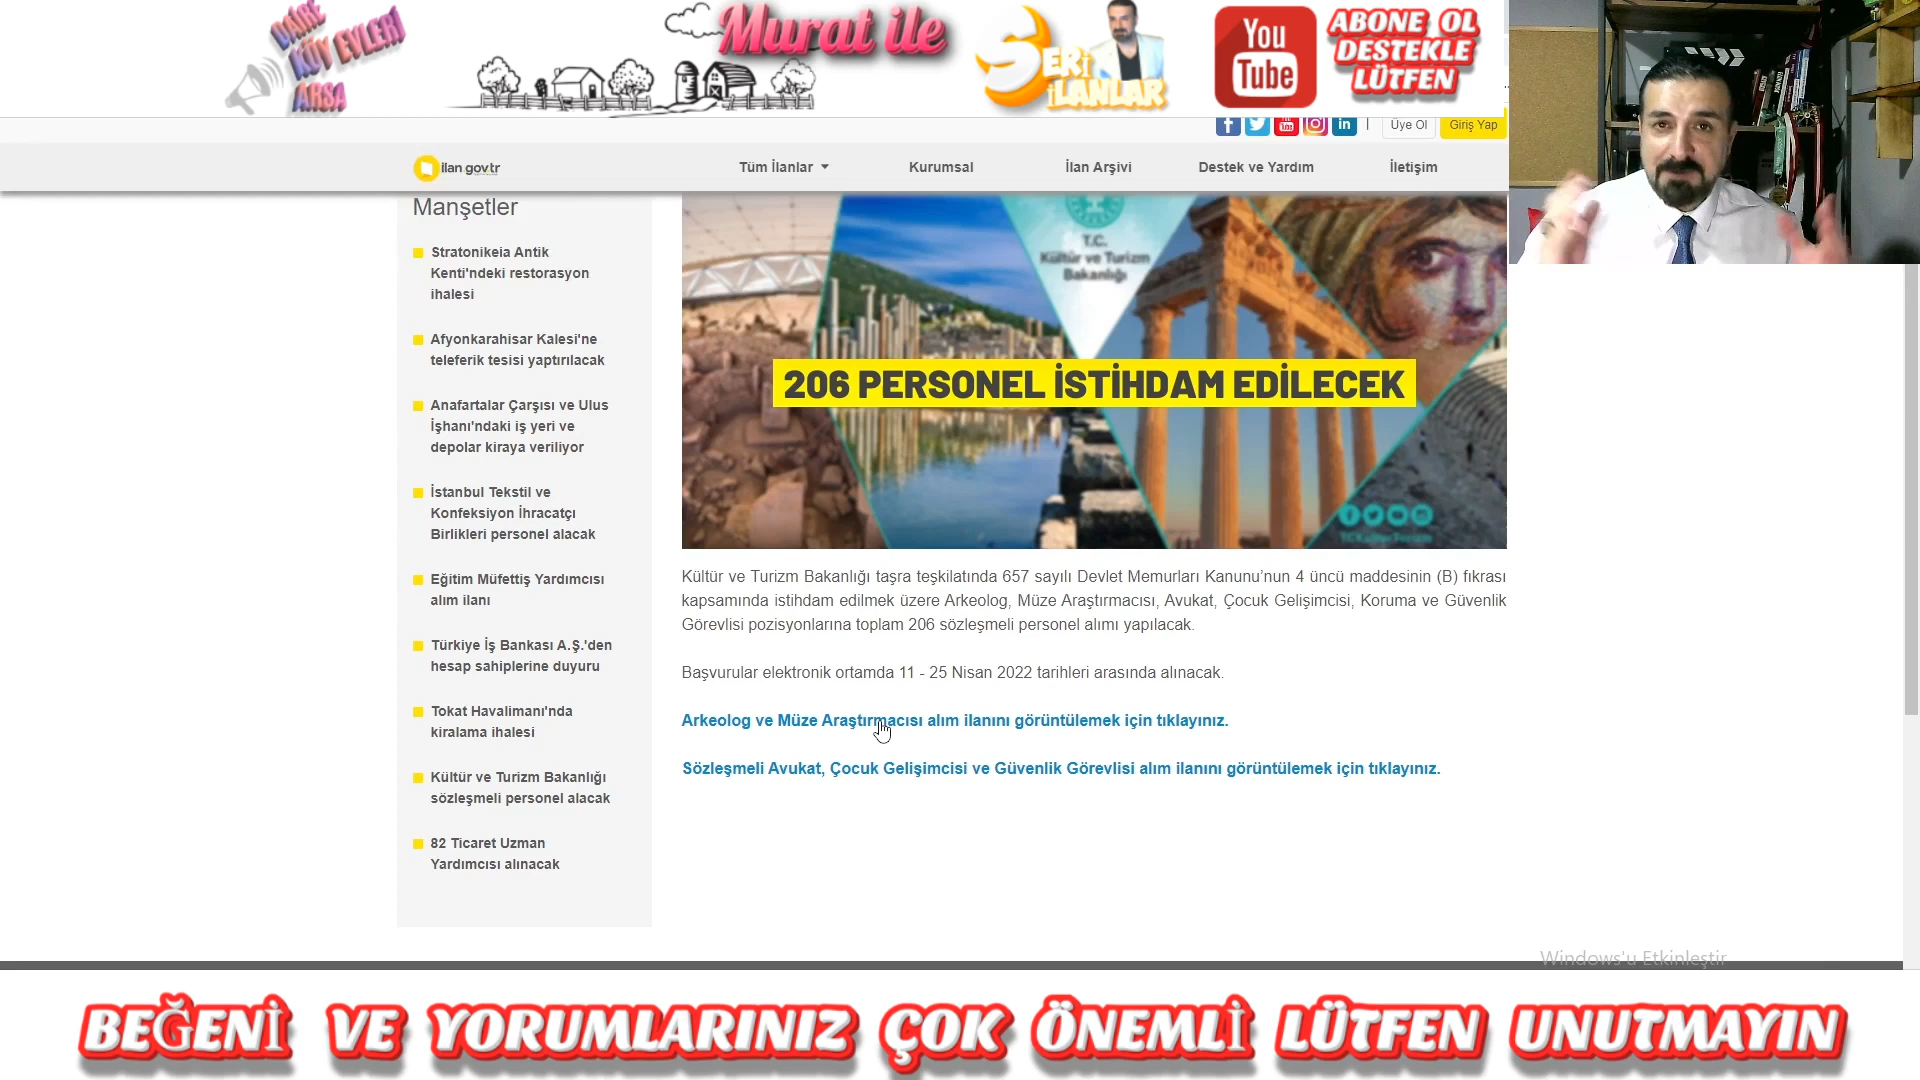 DAİRE
KÖY EVLERİ
ARSA
Murat ile
SERİ
İLANLAR
You
Tube
ABONE OL
DESTEKLE
LÜTFEN
Üye Ol
Giriş Yap
ilan.gov.tr
Tüm İlanlar
Kurumsal
İlan Arşivi
Destek ve Yardım
İletişim
Manşetler
Stratonikeia Antik
Kenti'ndeki restorasyon
ihalesi
Afyonkarahisar Kalesi'ne
teleferik tesisi yaptırılacak
Anafartalar Çarşısı ve Ulus
İşhanı'ndaki iş yeri ve
depolar kiraya veriliyor
İstanbul Tekstil ve
Konfeksiyon İhracatçı
Birlikleri personel alacak
Eğitim Müfettiş Yardımcısı
alım ilanı
Türkiye İş Bankası A.Ş.'den
hesap sahiplerine duyuru
Tokat Havalimanı'nda
kiralama ihalesi
Kültür ve Turizm Bakanlığı
sözleşmeli personel alacak
82 Ticaret Uzman
Yardımcısı alınacak
T.C.
Kültür ve Turizm
Bakanlığı
206 PERSONEL İSTİHDAM EDİLECEK
TCKulturTurizm
Kültür ve Turizm Bakanlığı taşra teşkilatında 657 sayılı Devlet Memurları Kanunu’nun 4 üncü maddesinin (B) fıkrası
kapsamında istihdam edilmek üzere Arkeolog, Müze Araştırmacısı, Avukat, Çocuk Gelişimcisi, Koruma ve Güvenlik
Görevlisi pozisyonlarına toplam 206 sözleşmeli personel alımı yapılacak.
Başvurular elektronik ortamda 11 - 25 Nisan 2022 tarihleri arasında alınacak.
Arkeolog ve Müze Araştırmacısı alım ilanını görüntülemek için tıklayınız.
Sözleşmeli Avukat, Çocuk Gelişimcisi ve Güvenlik Görevlisi alım ilanını görüntülemek için tıklayınız.
Windows'u Etkinleştir
BEĞENİ VE YORUMLARINIZ ÇOK ÖNEMLİ LÜTFEN UNUTMAYIN